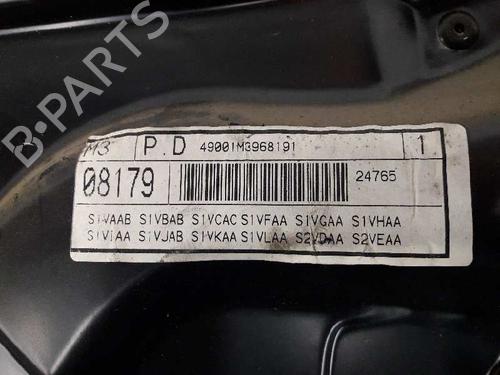 M3 P.D 49001M3968191 1
08179 24765
S1VAAB S1VBAB S1VCAC S1VFAA S1VGAA S1VHAA
S1VIAA S1VJAB S1VKAA S1VLAA S2VDAA S2VEAA
B-PARTS